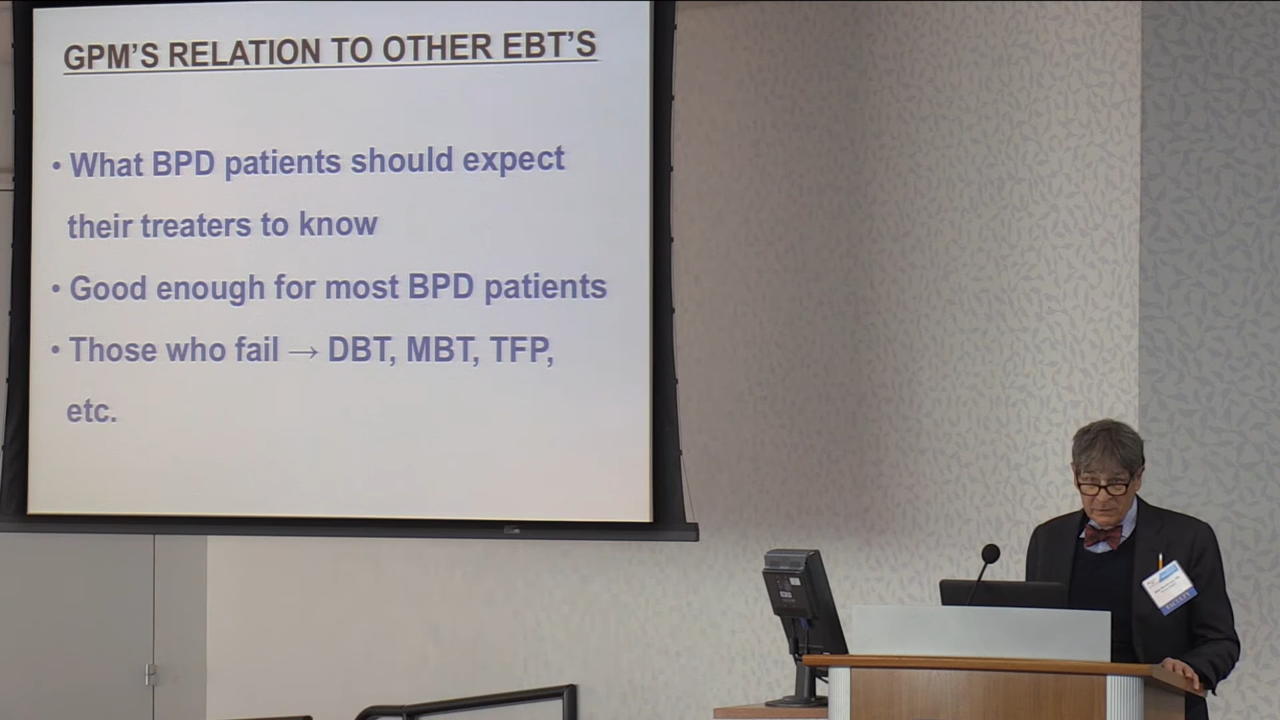 GPM'S RELATION TO OTHER EBT'S
• What BPD patients should expect
their treaters to know
• Good enough for most BPD patients
• Those who fail → DBT, MBT, TFP,
etc.
FACULTY